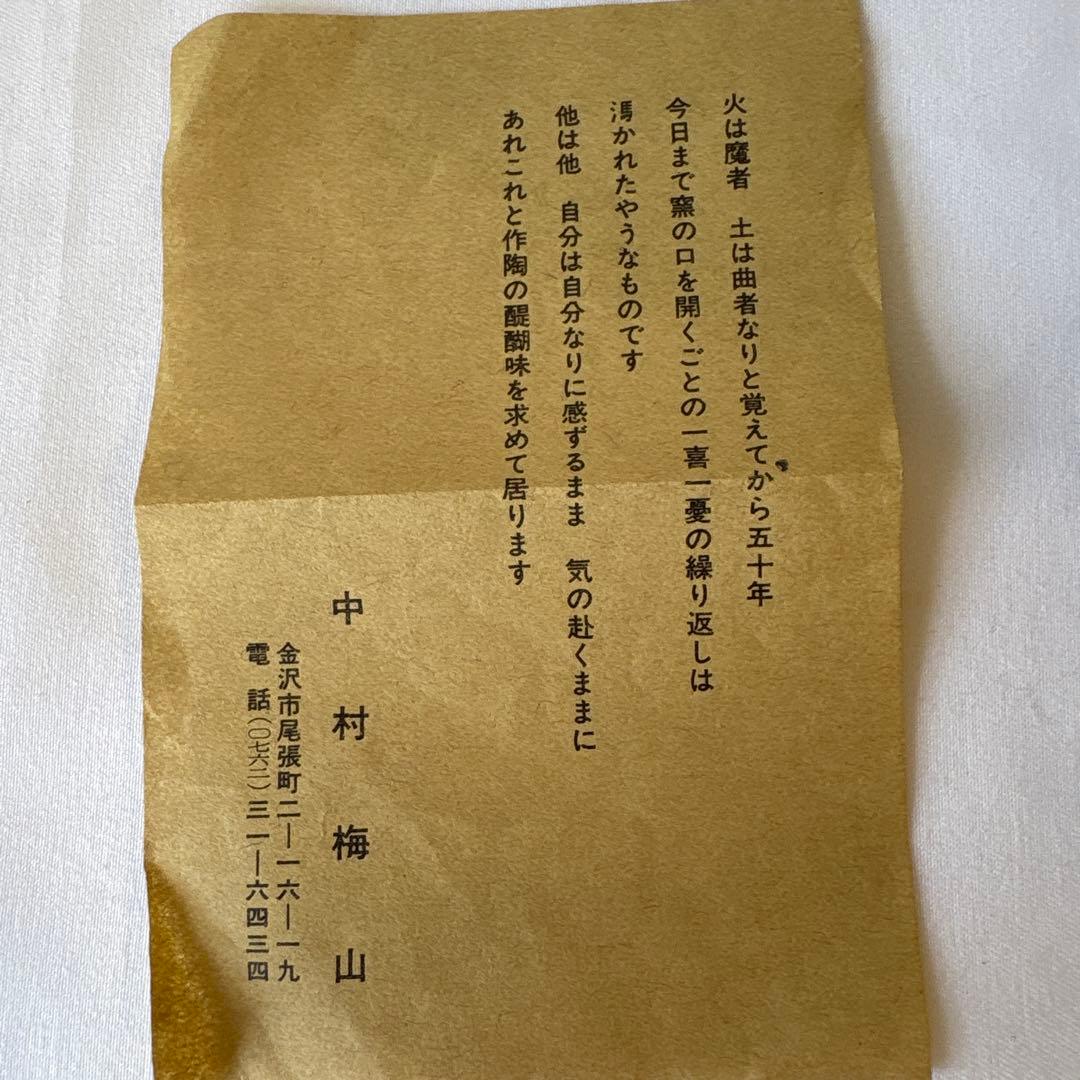 火は魔者　土は曲者なりと覚えてから五十年
今日まで窯の口を開くごとの一喜一憂の繰り返しは
馮かれたやうなものです
他は他　自分は自分なりに感ずるまま　気の赴くままに
あれこれと作陶の醍醐味を求めて居ります
中村梅山
金沢市尾張町二―一六―一九
電話(〇七六二)三一―六四三四